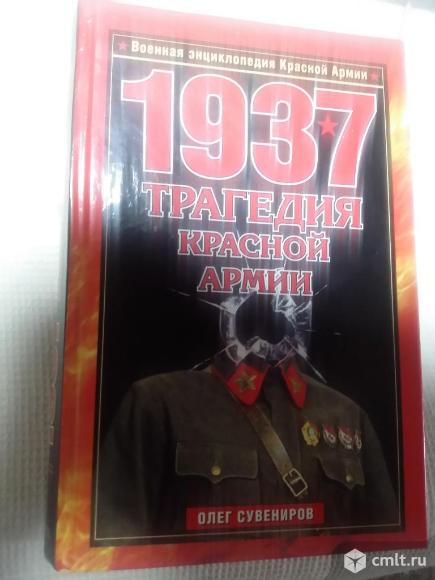 Военная энциклопедия Красной Армии
1937
ТРАГЕДИЯ
КРАСНОЙ
АРМИИ
ОЛЕГ СУВЕНИРОВ
cmlt.ru